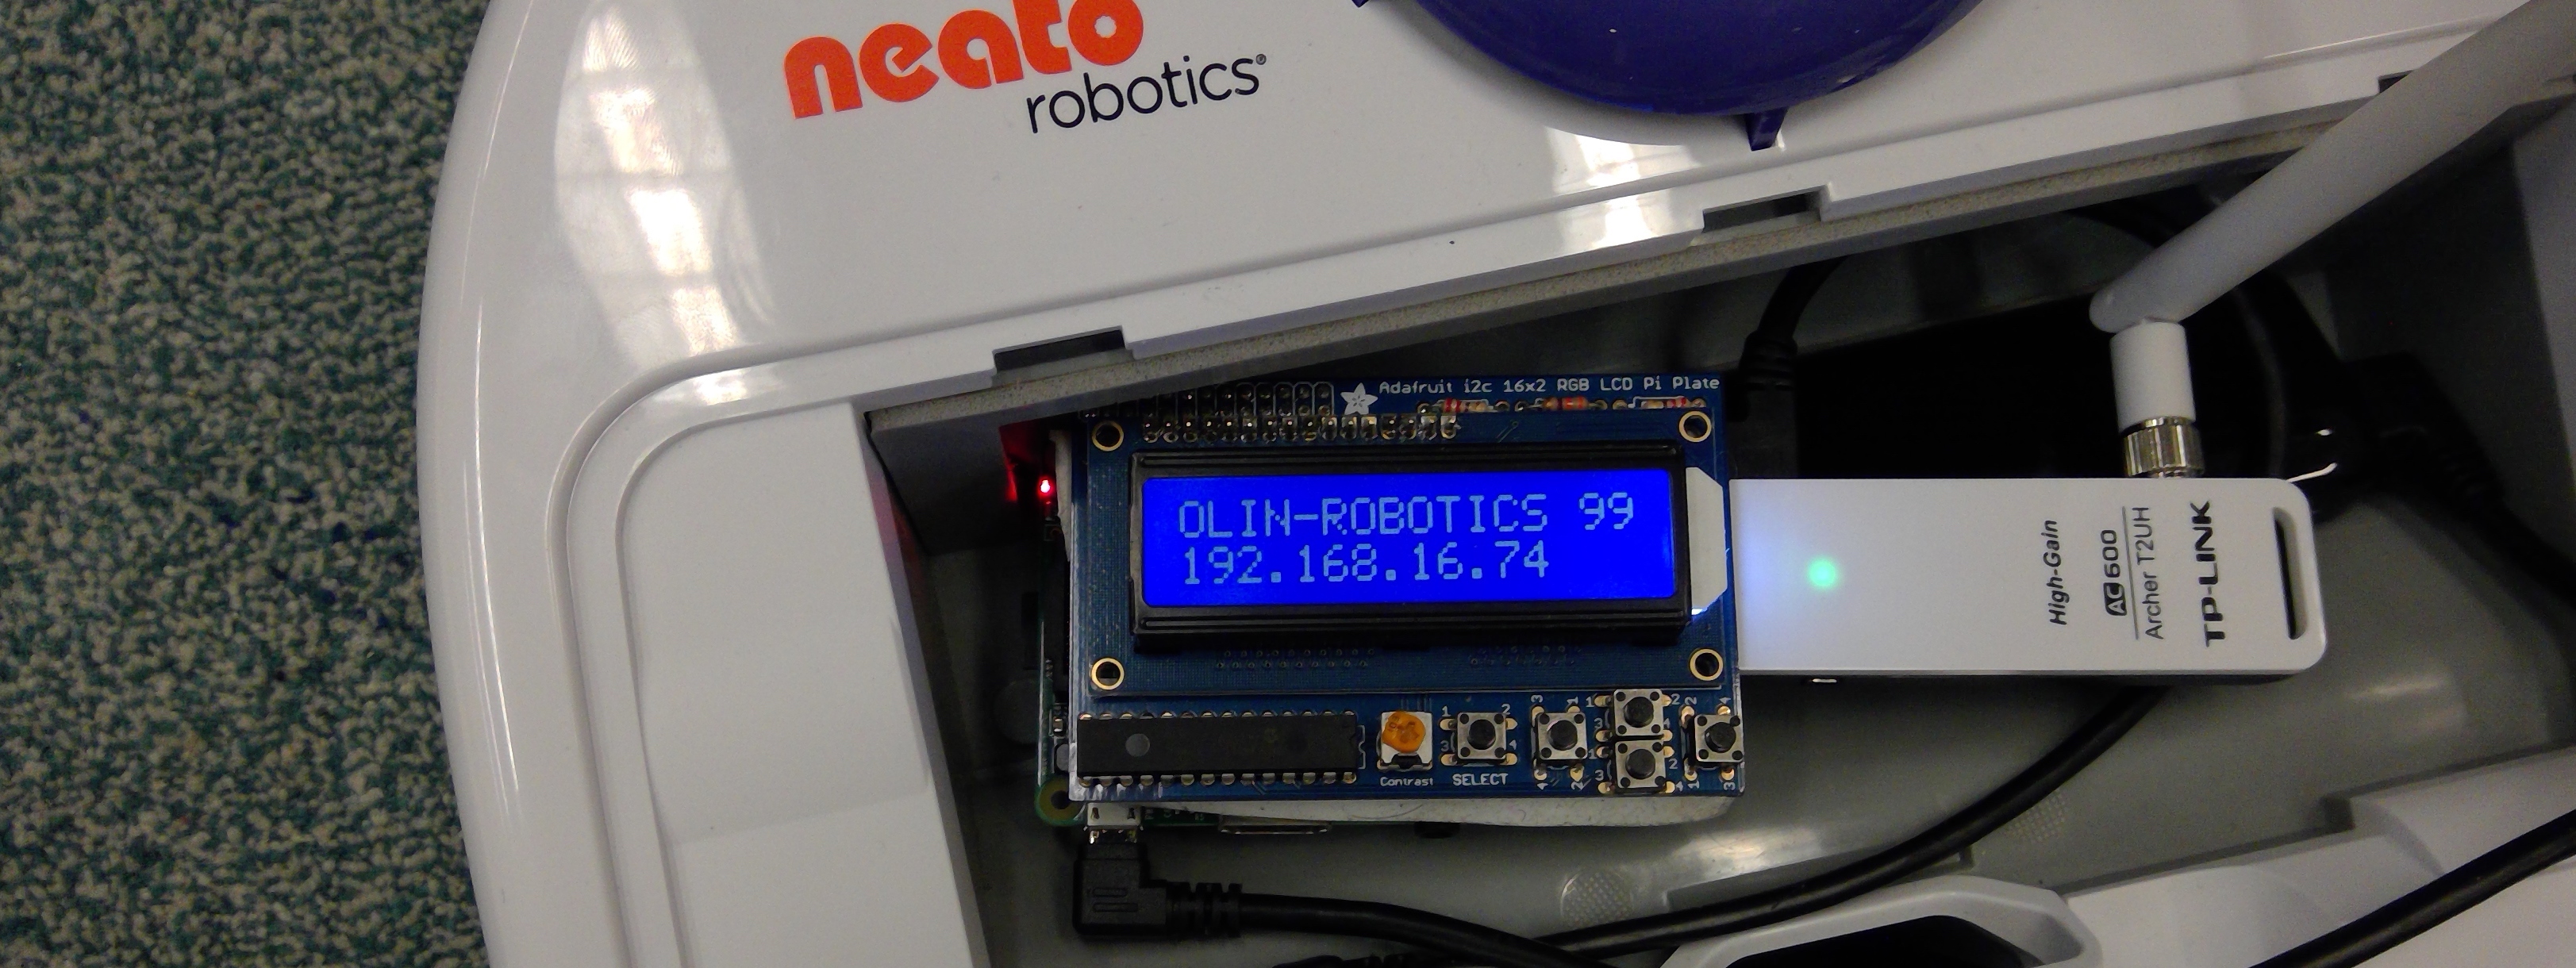 neato
robotics®
Adafruit i2c 16x2 RGB LCD Pi Plate
OLIN-ROBOTICS 99
192.168.16.74
High-Gain
AC600
Archer T2UH
TP-LINK
Contrast
SELECT